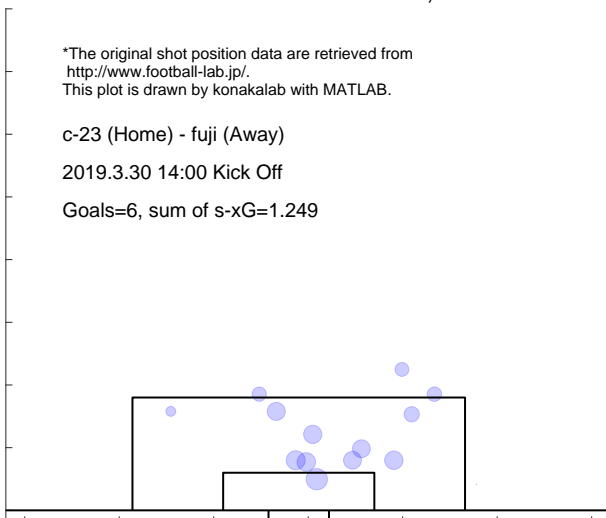 *The original shot position data are retrieved from
http://www.football-lab.jp/.
This plot is drawn by konakalab with MATLAB.
c-23 (Home) - fuji (Away)
2019.3.30 14:00 Kick Off
Goals=6, sum of s-xG=1.249